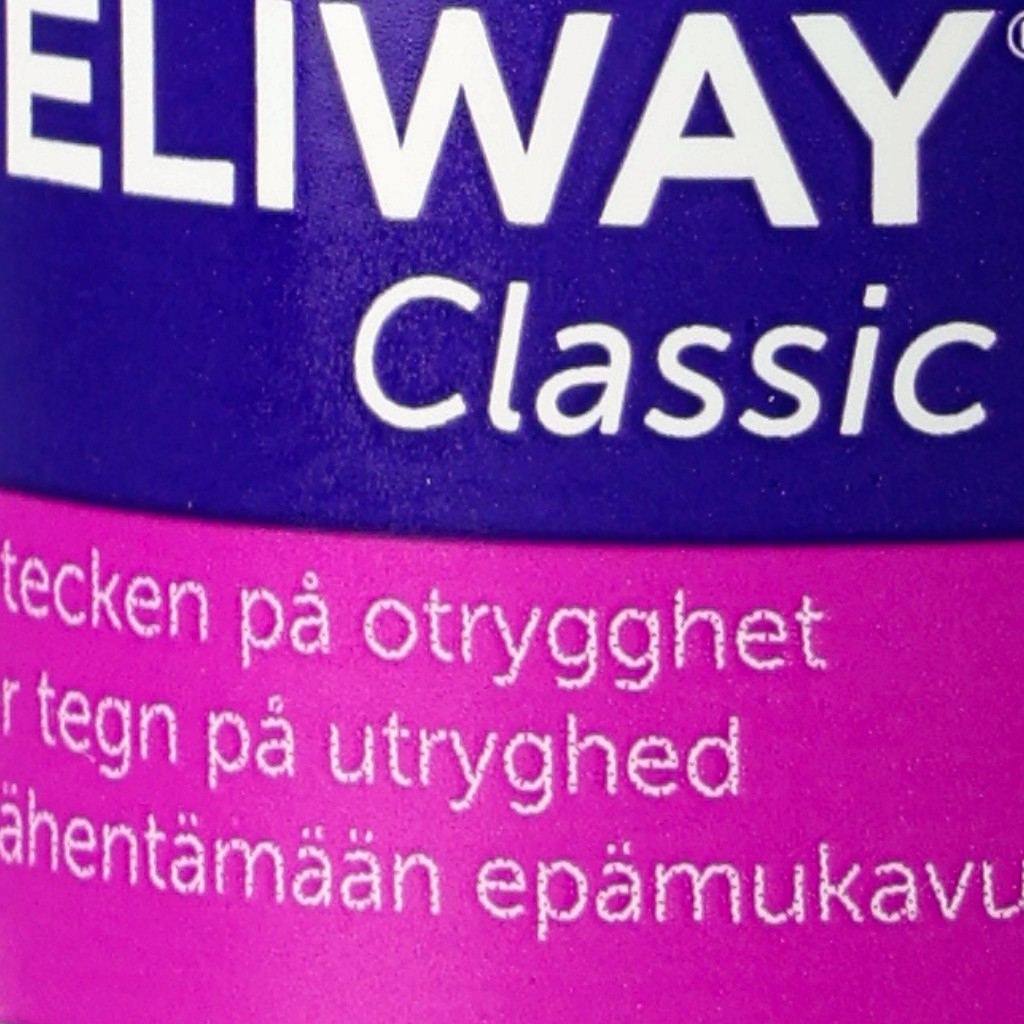 ELIWAY®
Classic
tecken på otrygghet
r tegn på utryghed
ähentämään epämukavu